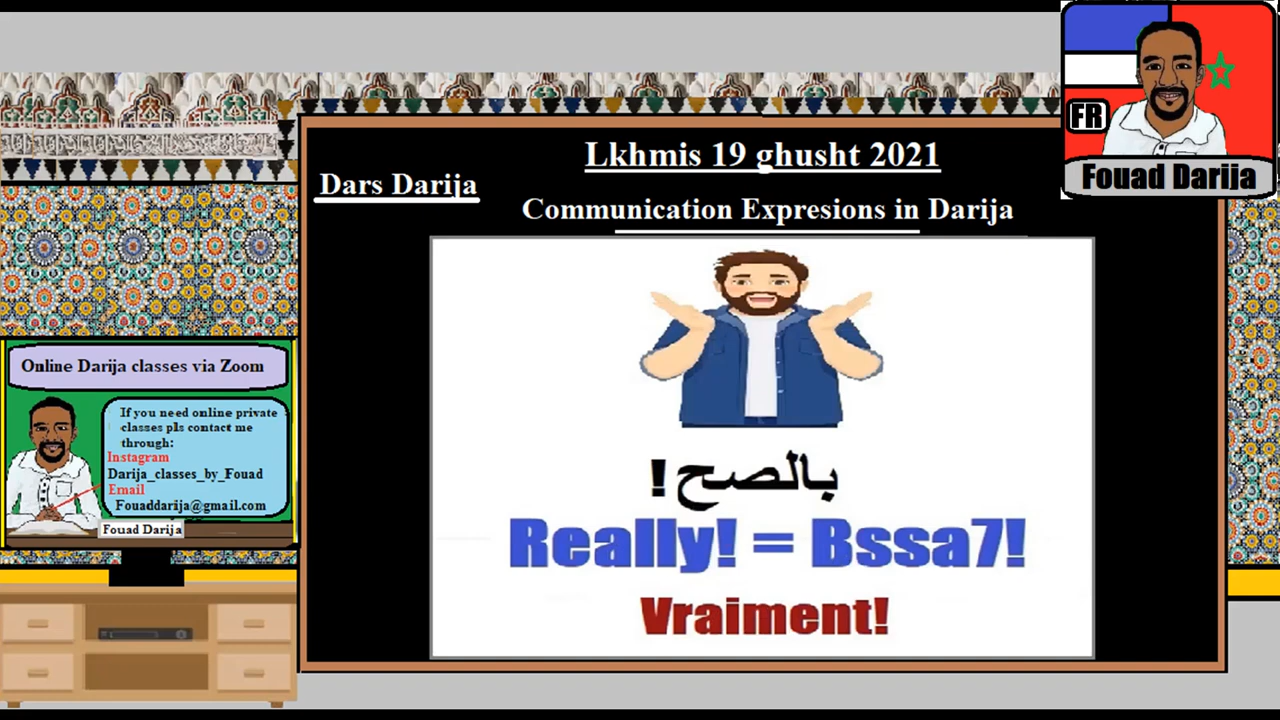 FR
Fouad Darija
Lkhmis 19 ghusht 2021
Dars Darija
Communication Expresions in Darija
بالصح!
Really! = Bssa7!
Vraiment!
Online Darija classes via Zoom
If you need online private
classes pls contact me
through:
Instagram
Darija_classes_by_Fouad
Email
Fouaddarija@gmail.com
Fouad Darija